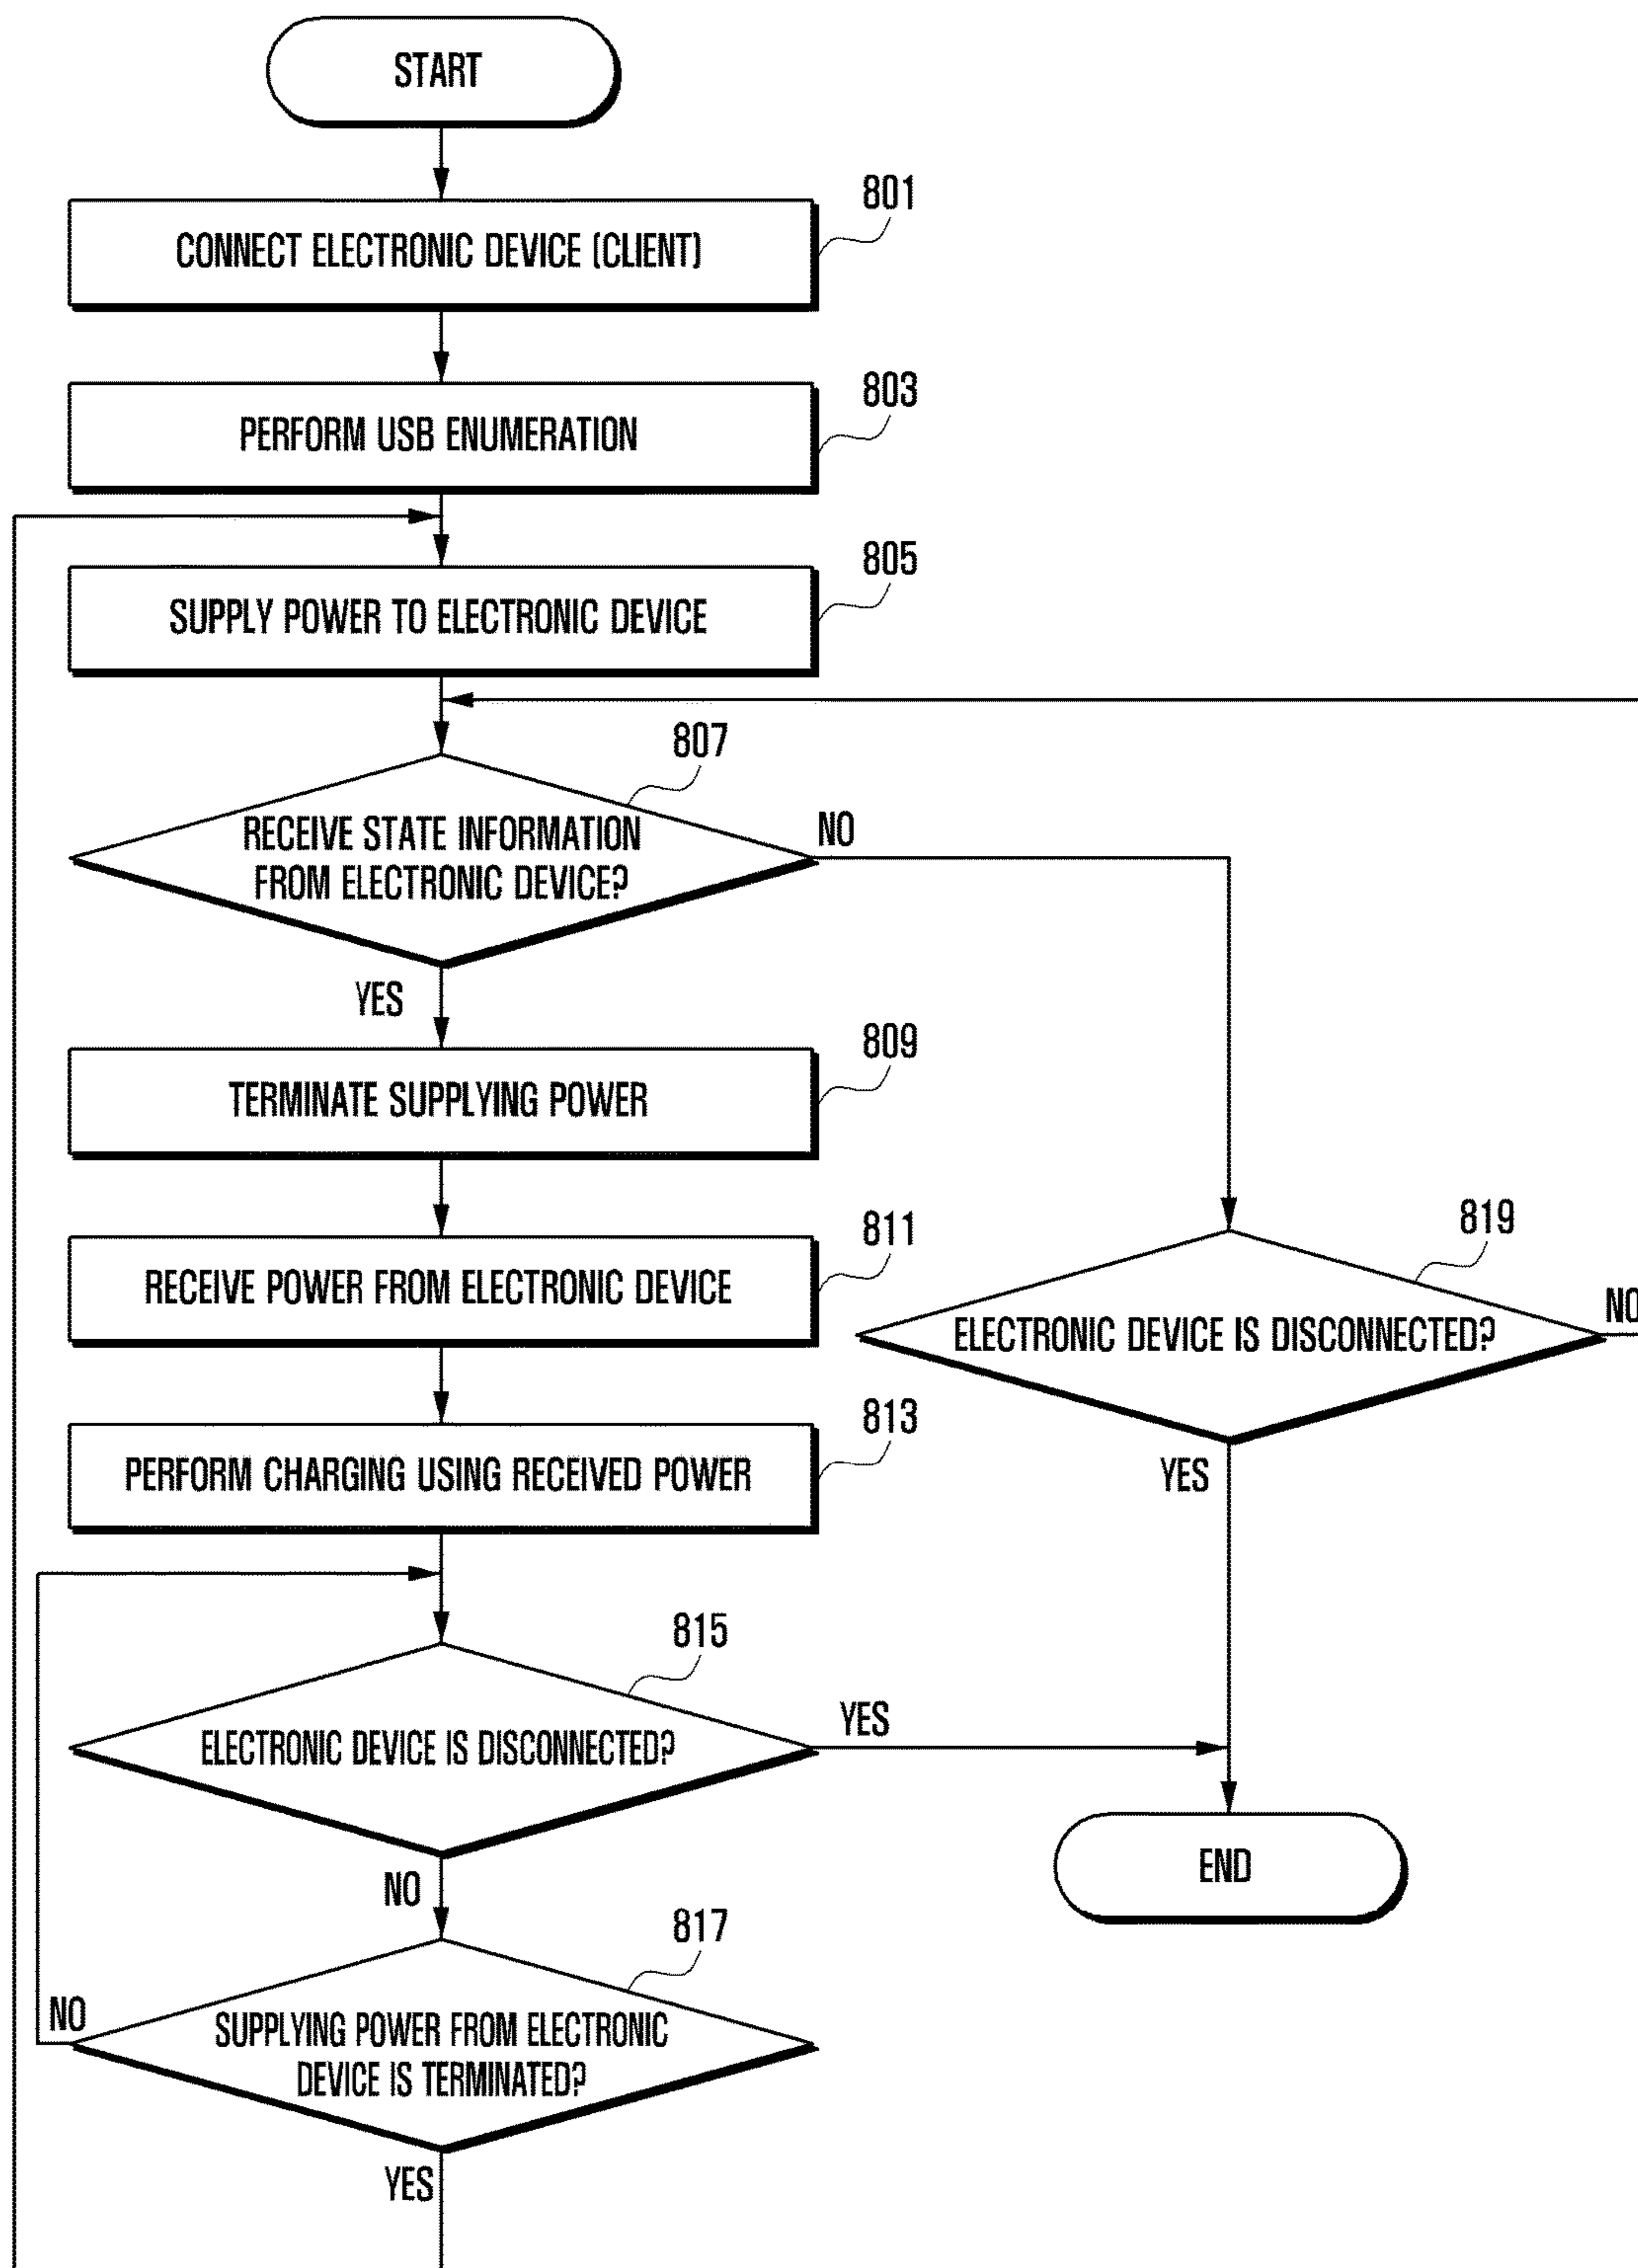 START
801
CONNECT ELECTRONIC DEVICE (CLIENT)
803
PERFORM USB ENUMERATION
805
SUPPLY POWER TO ELECTRONIC DEVICE
807
RECEIVE STATE INFORMATION
FROM ELECTRONIC DEVICE?
NO
YES
809
TERMINATE SUPPLYING POWER
811
RECEIVE POWER FROM ELECTRONIC DEVICE
819
ELECTRONIC DEVICE IS DISCONNECTED?
NO
YES
813
PERFORM CHARGING USING RECEIVED POWER
815
ELECTRONIC DEVICE IS DISCONNECTED?
YES
NO
END
817
SUPPLYING POWER FROM ELECTRONIC
DEVICE IS TERMINATED?
NO
YES